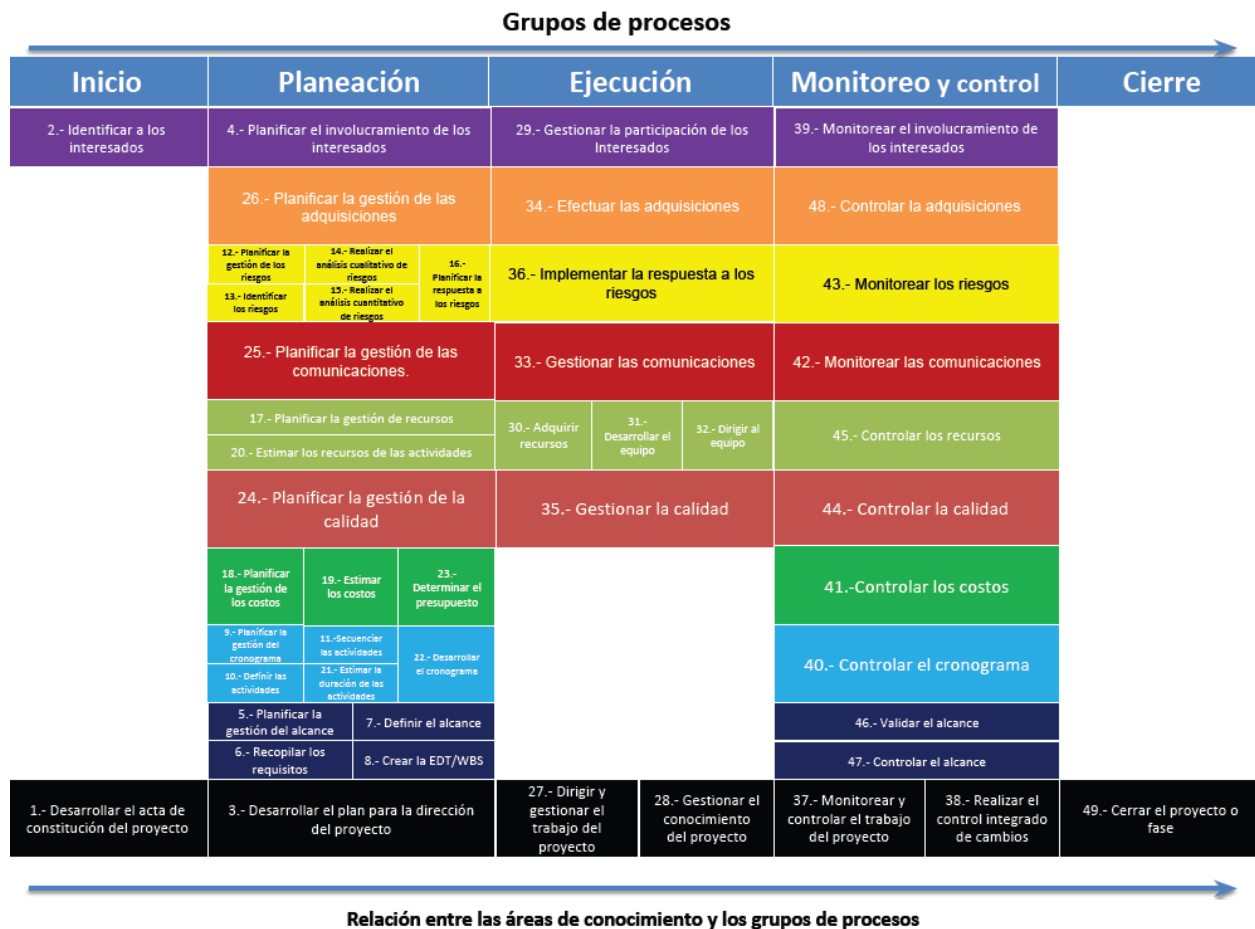 Grupos de procesos
Inicio
Planeación
Ejecución
Monitoreo y control
Cierre
2.- Identificar a los
interesados
4.- Planificar el involucramiento de los
interesados
29.- Gestionar la participación de los
Interesados
39.- Monitorear el involucramiento de
los interesados
26.- Planificar la gestión de las
adquisiciones
34.- Efectuar las adquisiciones
48.- Controlar la adquisiciones
12.- Planificar la
gestión de los
riesgos
14.- Realizar el
análisis cualitativo de
riesgos
16.-
Planificar la
respuesta a
los riesgos
13.- Identificar
los riesgos
15.- Realizar el
análisis cuantitativo
de riesgos
36.- Implementar la respuesta a los
riesgos
43.- Monitorear los riesgos
25.- Planificar la gestión de las
comunicaciones.
33.- Gestionar las comunicaciones
42.- Monitorear las comunicaciones
17.- Planificar la gestión de recursos
20.- Estimar los recursos de las actividades
30.- Adquirir
recursos
31.-
Desarrollar el
equipo
32.- Dirigir al
equipo
45.- Controlar los recursos
24.- Planificar la gestión de la
calidad
35.- Gestionar la calidad
44.- Controlar la calidad
18.- Planificar
la gestión de
los costos
19.- Estimar
los costos
23.-
Determinar el
presupuesto
41.-Controlar los costos
9.- Planificar la
gestión del
cronograma
11.-Secuenciar
las actividades
22.- Desarrollar
el cronograma
10.- Definir las
actividades
21.- Estimar la
duración de las
actividades
40.- Controlar el cronograma
5.- Planificar la
gestión del alcance
7.- Definir el alcance
46.- Validar el alcance
6.- Recopilar los
requisitos
8.- Crear la EDT/WBS
47.- Controlar el alcance
1.- Desarrollar el acta de
constitución del proyecto
3.- Desarrollar el plan para la dirección
del proyecto
27.- Dirigir y
gestionar el
trabajo del
proyecto
28.- Gestionar el
conocimiento
del proyecto
37.- Monitorear y
controlar el trabajo
del proyecto
38.- Realizar el
control integrado
de cambios
49.- Cerrar el proyecto o
fase
Relación entre las áreas de conocimiento y los grupos de procesos